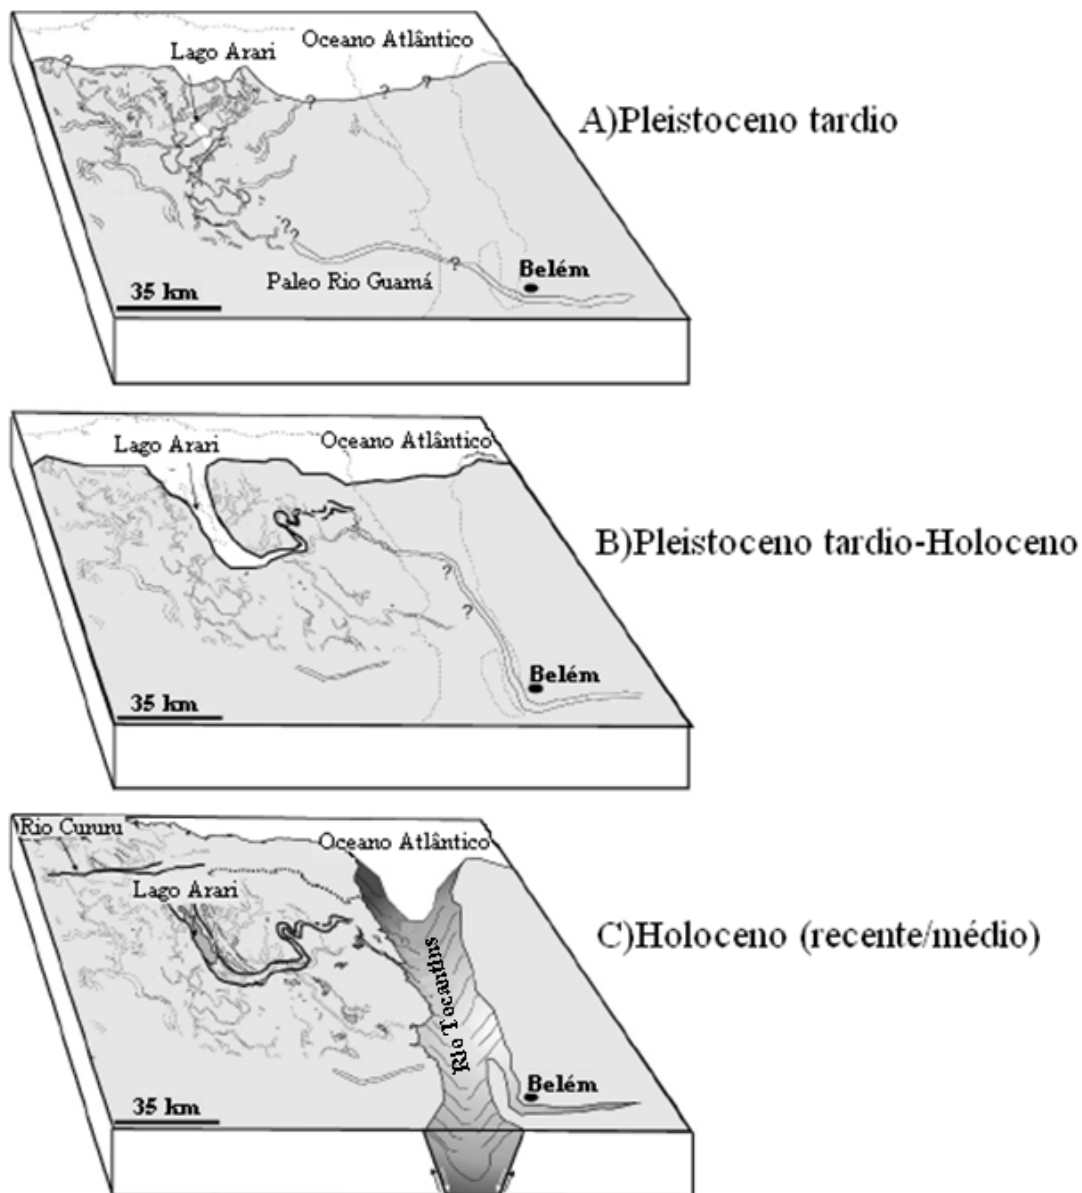 Oceano Atlântico
Lago Arari
A)Pleistoceno tardio
?
?
?
?
?
?
?
Belém
Paleo Rio Guamá
35 km
Lago Arari
Oceano Atlântico
B)Pleistoceno tardio-Holoceno
?
?
Belém
35 km
Rio Cururu
Oceano Atlântico
Lago Arari
C)Holoceno (recente/médio)
Rio Tocantins
Belém
35 km